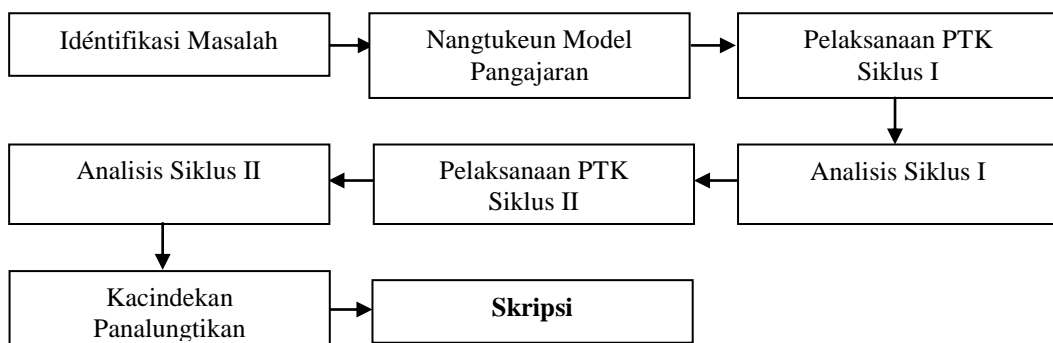 Idéntifikasi Masalah
Nangtukeun Model
Pangajaran
Pelaksanaan PTK
Siklus I
Analisis Siklus I
Pelaksanaan PTK
Siklus II
Analisis Siklus II
Kacindekan
Panalungtikan
Skripsi